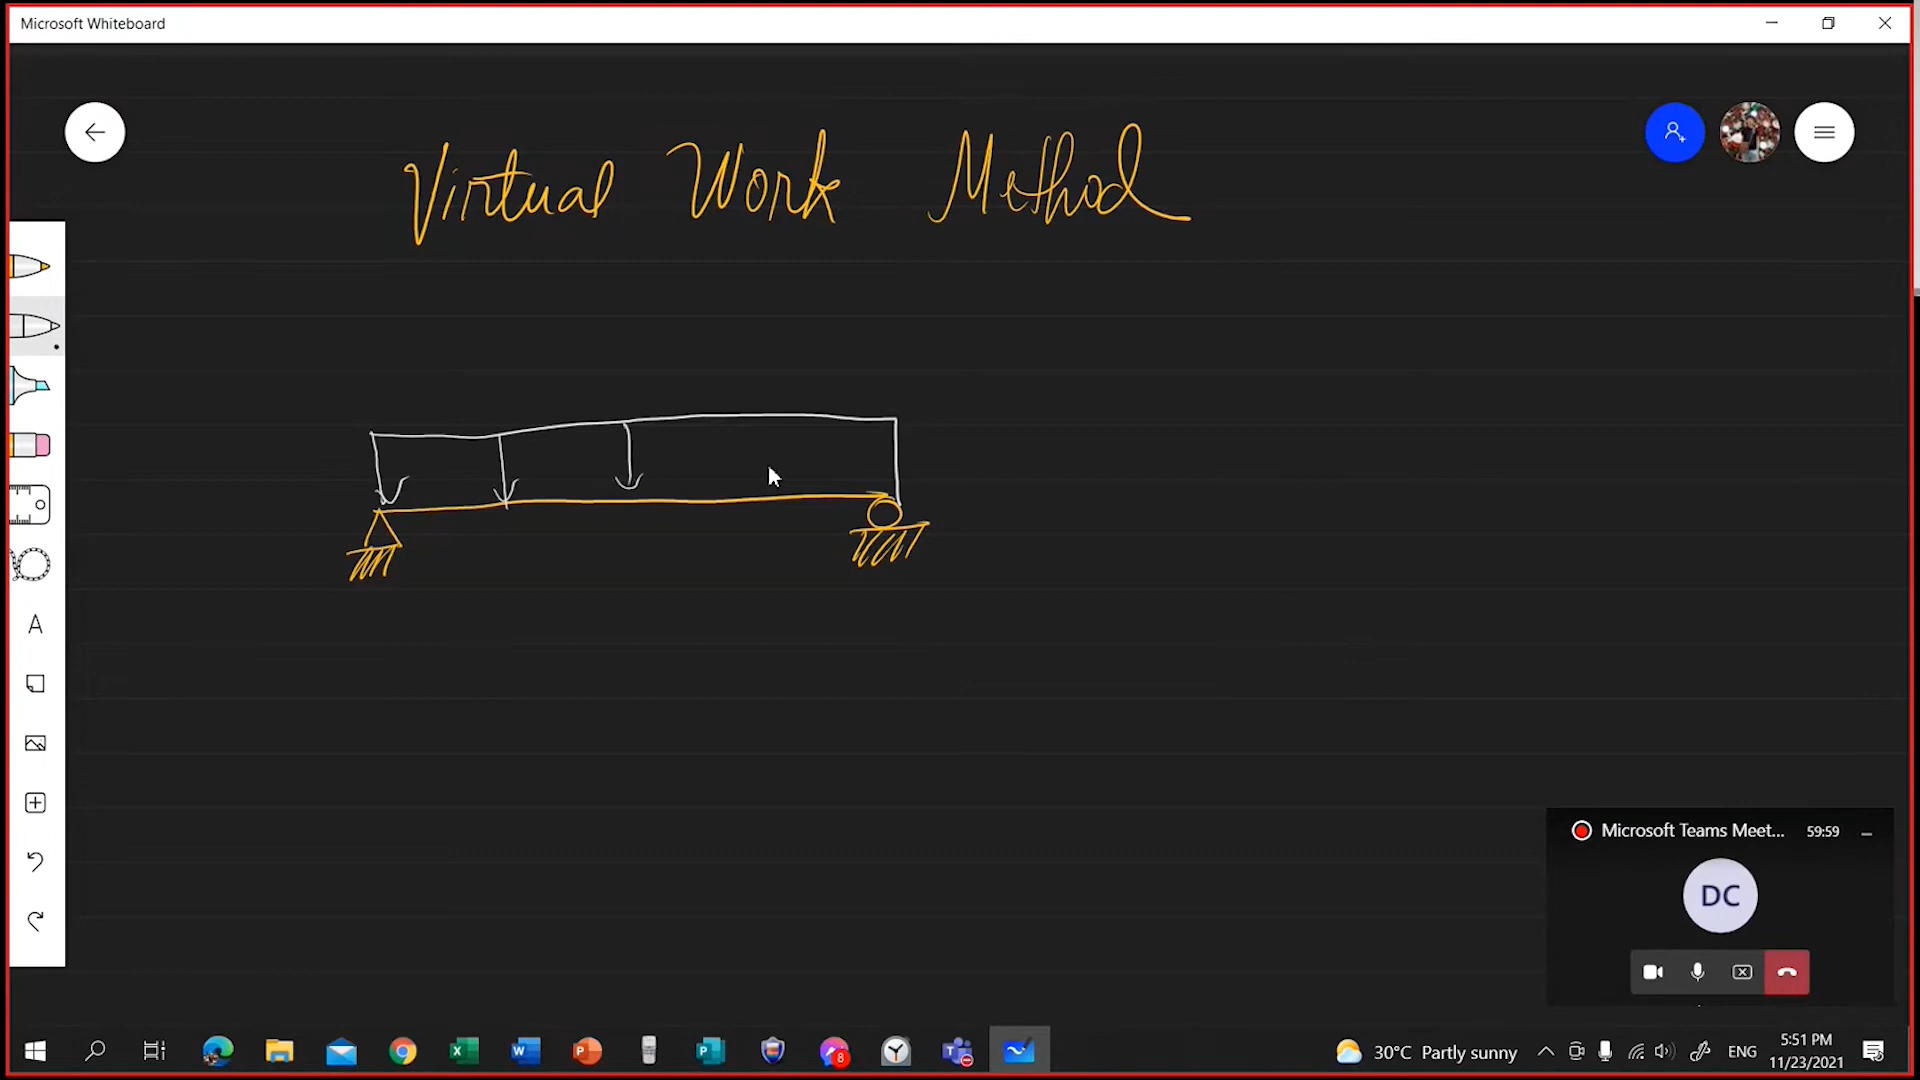 Microsoft Whiteboard
Virtual Work Method
A
Microsoft Teams Meet... 59:59
DC
8
30°C Partly sunny
ENG
5:51 PM
11/23/2021